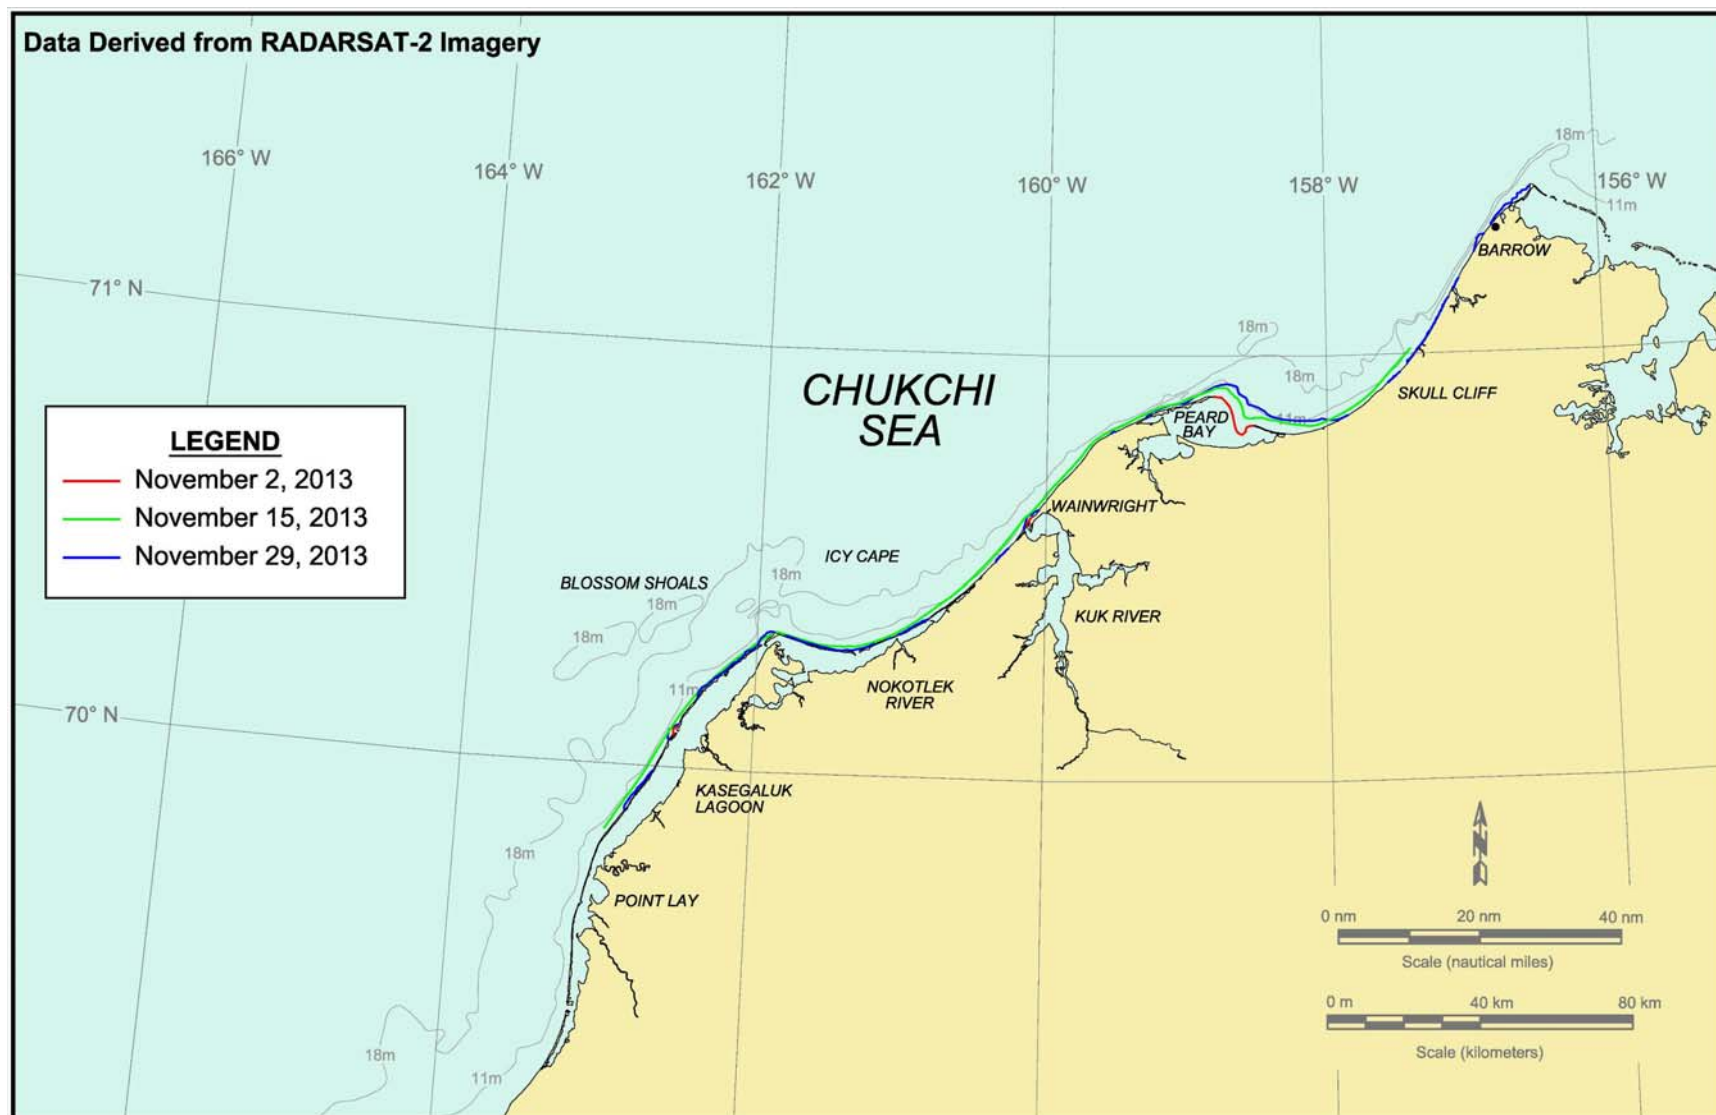 Data Derived from RADARSAT-2 Imagery
166° W
164° W
162° W
160° W
158° W
156° W
18m
11m
BARROW
71° N
18m
18m
CHUKCHI
SEA
SKULL CLIFF
11m
PEARD
BAY
LEGEND
November 2, 2013
November 15, 2013
November 29, 2013
WAINWRIGHT
ICY CAPE
BLOSSOM SHOALS
18m
18m
18m
KUK RIVER
11m
NOKOTLEK
RIVER
70° N
KASEGALUK
LAGOON
18m
POINT LAY
N
0 nm 20 nm 40 nm
Scale (nautical miles)
0 m 40 km 80 km
Scale (kilometers)
18m
11m